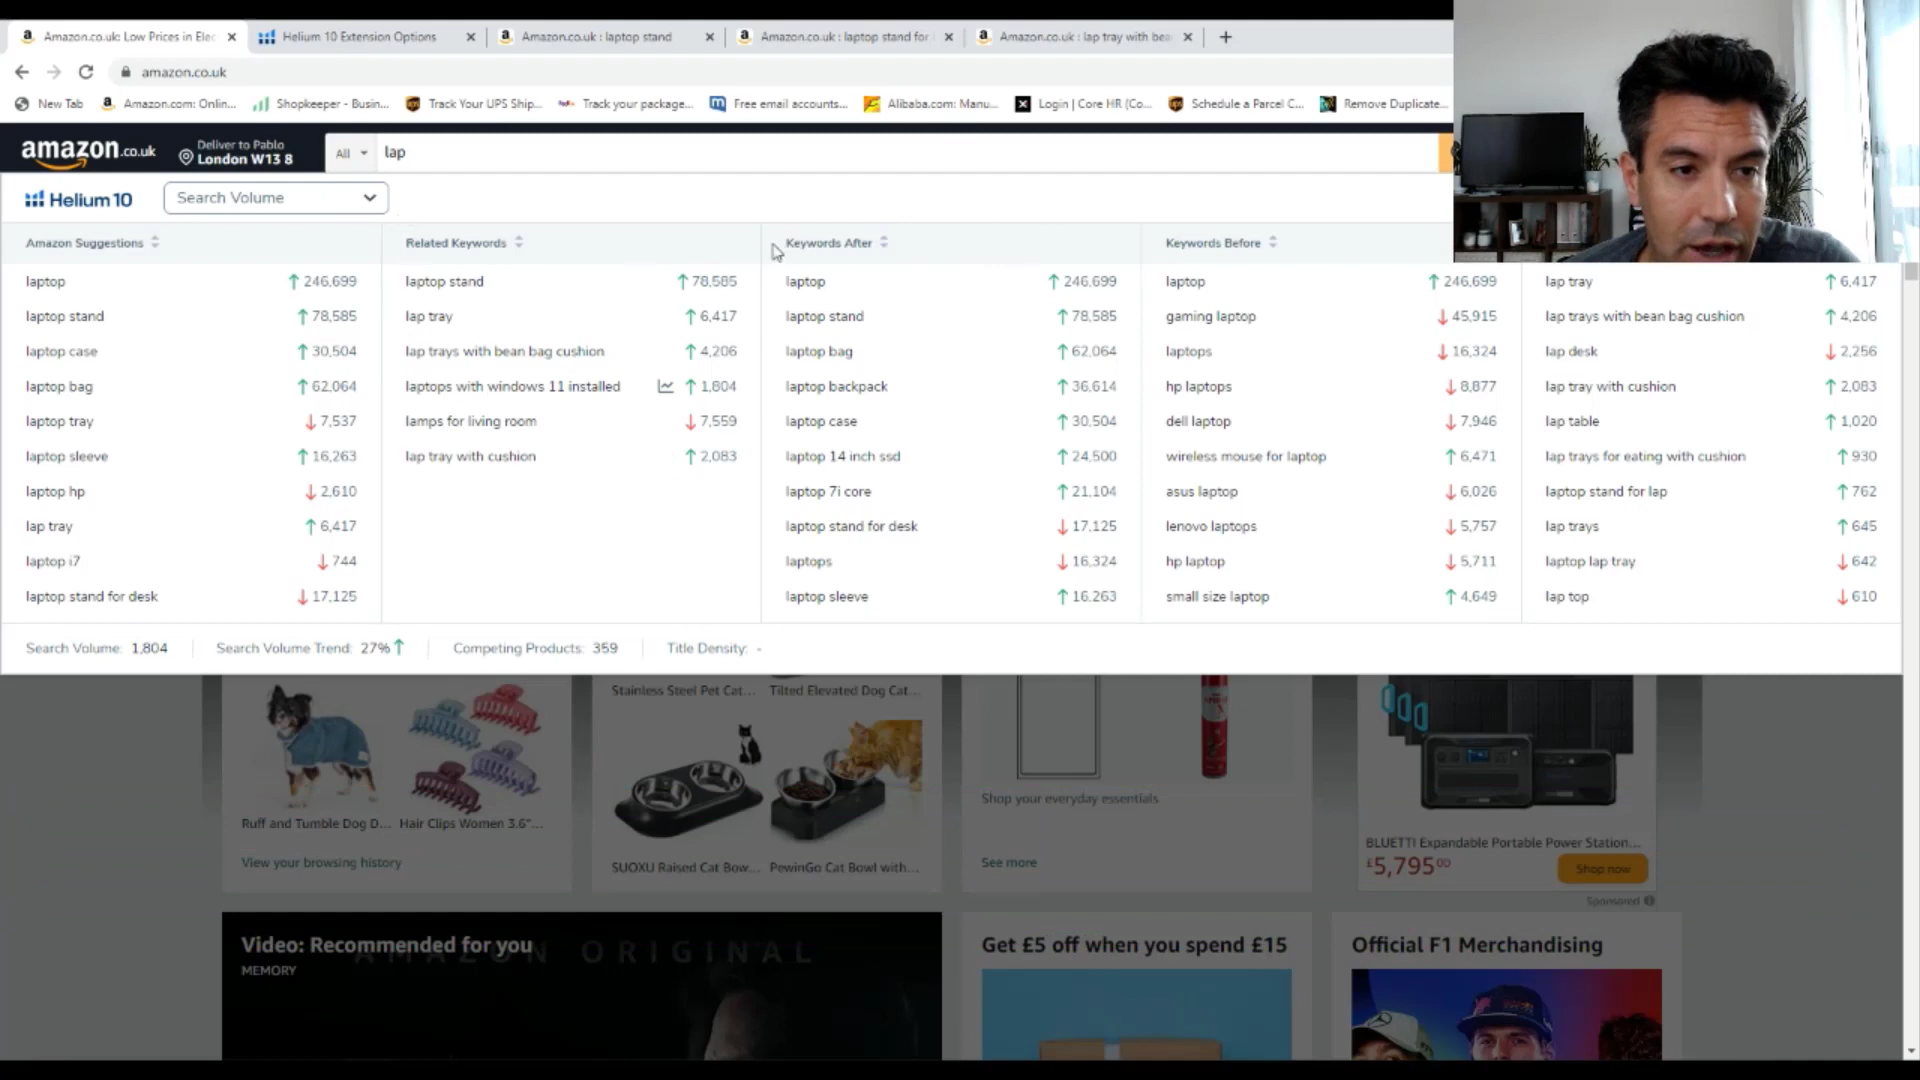 Amazon.co.uk: Low Prices in Elec
Helium 10 Extension Options
Amazon.co.uk : laptop stand
Amazon.co.uk : laptop stand for
Amazon.co.uk : lap tray with bea
amazon.co.uk
New Tab
Amazon.com: Onlin...
Shopkeeper - Busin...
Track Your UPS Ship...
Track your package...
Free email accounts...
Alibaba.com: Manu...
Login | Core HR (Co...
Schedule a Parcel C...
Remove Duplicate...
amazon.co.uk
Deliver to Pablo
London W13 8
All
lap
Helium 10
Search Volume
Amazon Suggestions
laptop 246,699
laptop stand 78,585
laptop case 30,504
laptop bag 62,064
laptop tray 7,537
laptop sleeve 16,263
laptop hp 2,610
lap tray 6,417
laptop i7 744
laptop stand for desk 17,125
Related Keywords
laptop stand 78,585
lap tray 6,417
lap trays with bean bag cushion 4,206
laptops with windows 11 installed 1,804
lamps for living room 7,559
lap tray with cushion 2,083
Keywords After
laptop 246,699
laptop stand 78,585
laptop bag 62,064
laptop backpack 36,614
laptop case 30,504
laptop 14 inch ssd 24,500
laptop 7i core 21,104
laptop stand for desk 17,125
laptops 16,324
laptop sleeve 16,263
Keywords Before
laptop 246,699
gaming laptop 45,915
laptops 16,324
hp laptops 8,877
dell laptop 7,946
wireless mouse for laptop 6,471
asus laptop 6,026
lenovo laptops 5,757
hp laptop 5,711
small size laptop 4,649
lap tray 6,417
lap trays with bean bag cushion 4,206
lap desk 2,256
lap tray with cushion 2,083
lap table 1,020
lap trays for eating with cushion 930
laptop stand for lap 762
lap trays 645
laptop lap tray 642
lap top 610
Search Volume: 1,804
Search Volume Trend: 27%
Competing Products: 359
Title Density: -
Stainless Steel Pet Cat...
Tilted Elevated Dog Cat...
Ruff and Tumble Dog D...
Hair Clips Women 3.6"...
View your browsing history
SUOXU Raised Cat Bow...
PewinGo Cat Bowl with...
Shop your everyday essentials
See more
BLUETTI Expandable Portable Power Station...
£5,795⁰⁰
Shop now
Sponsored
Video: Recommended for you
AMAZON ORIGINAL
MEMORY
Get £5 off when you spend £15
Official F1 Merchandising